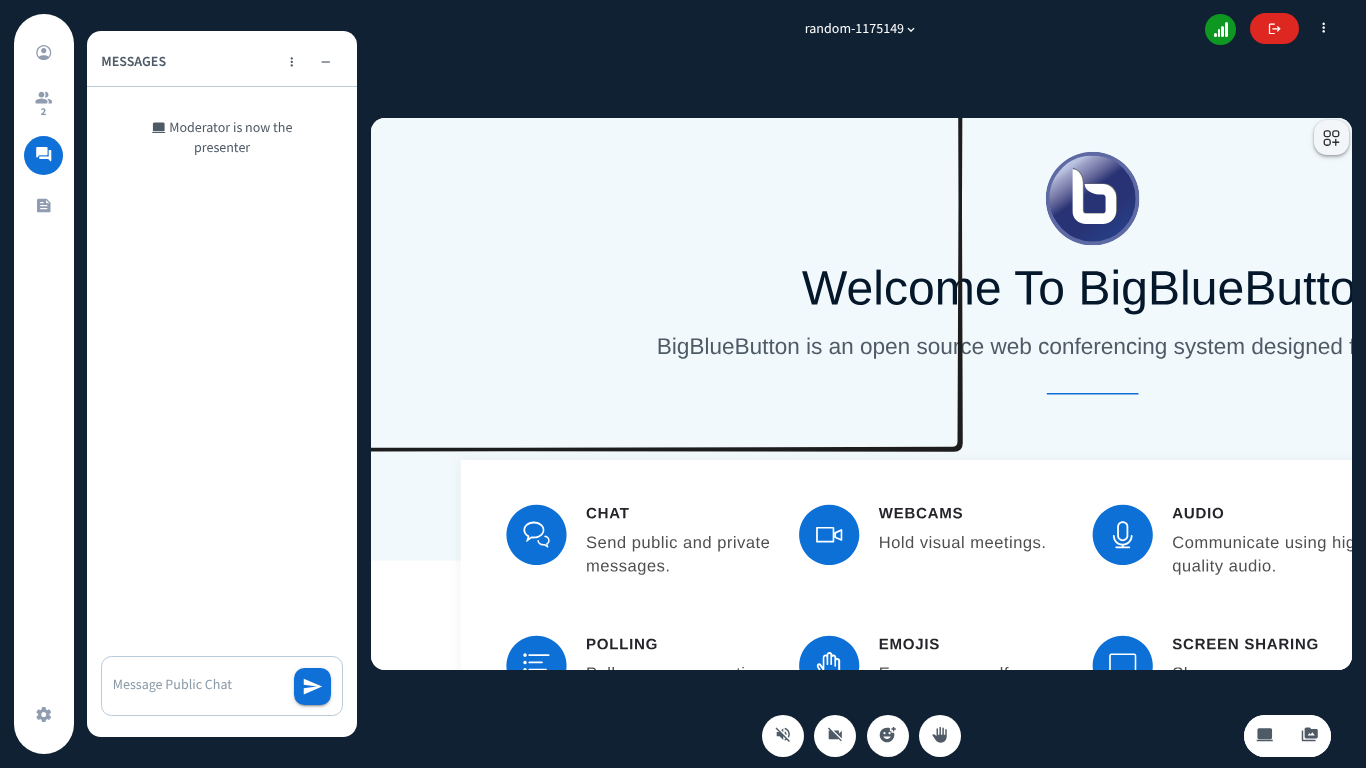 random-1175149
2
MESSAGES
Moderator is now the
presenter
Message Public Chat
Welcome To BigBlueButto
BigBlueButton is an open source web conferencing system designed
CHAT
Send public and private
messages.
WEBCAMS
Hold visual meetings.
AUDIO
Communicate using hig
quality audio.
POLLING
EMOJIS
SCREEN SHARING